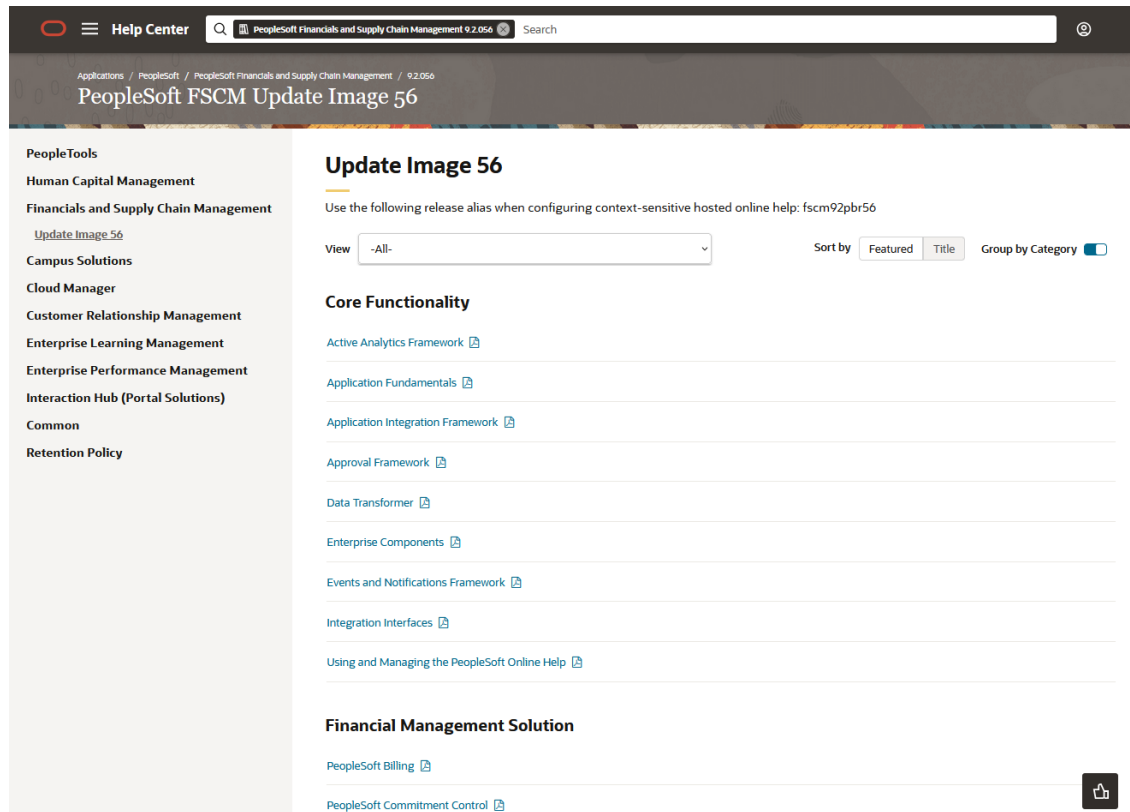 Help Center
PeopleSoft Financials and Supply Chain Management 9.2.056
Search
Applications / PeopleSoft / PeopleSoft Financials and Supply Chain Management / 9.2.056
PeopleSoft FSCM Update Image 56
PeopleTools
Human Capital Management
Financials and Supply Chain Management
Update Image 56
Campus Solutions
Cloud Manager
Customer Relationship Management
Enterprise Learning Management
Enterprise Performance Management
Interaction Hub (Portal Solutions)
Common
Retention Policy
Update Image 56
Use the following release alias when configuring context-sensitive hosted online help: fscm92pbr56
View -All- Sort by Featured Title Group by Category
Core Functionality
Active Analytics Framework
Application Fundamentals
Application Integration Framework
Approval Framework
Data Transformer
Enterprise Components
Events and Notifications Framework
Integration Interfaces
Using and Managing the PeopleSoft Online Help
Financial Management Solution
PeopleSoft Billing
PeopleSoft Commitment Control